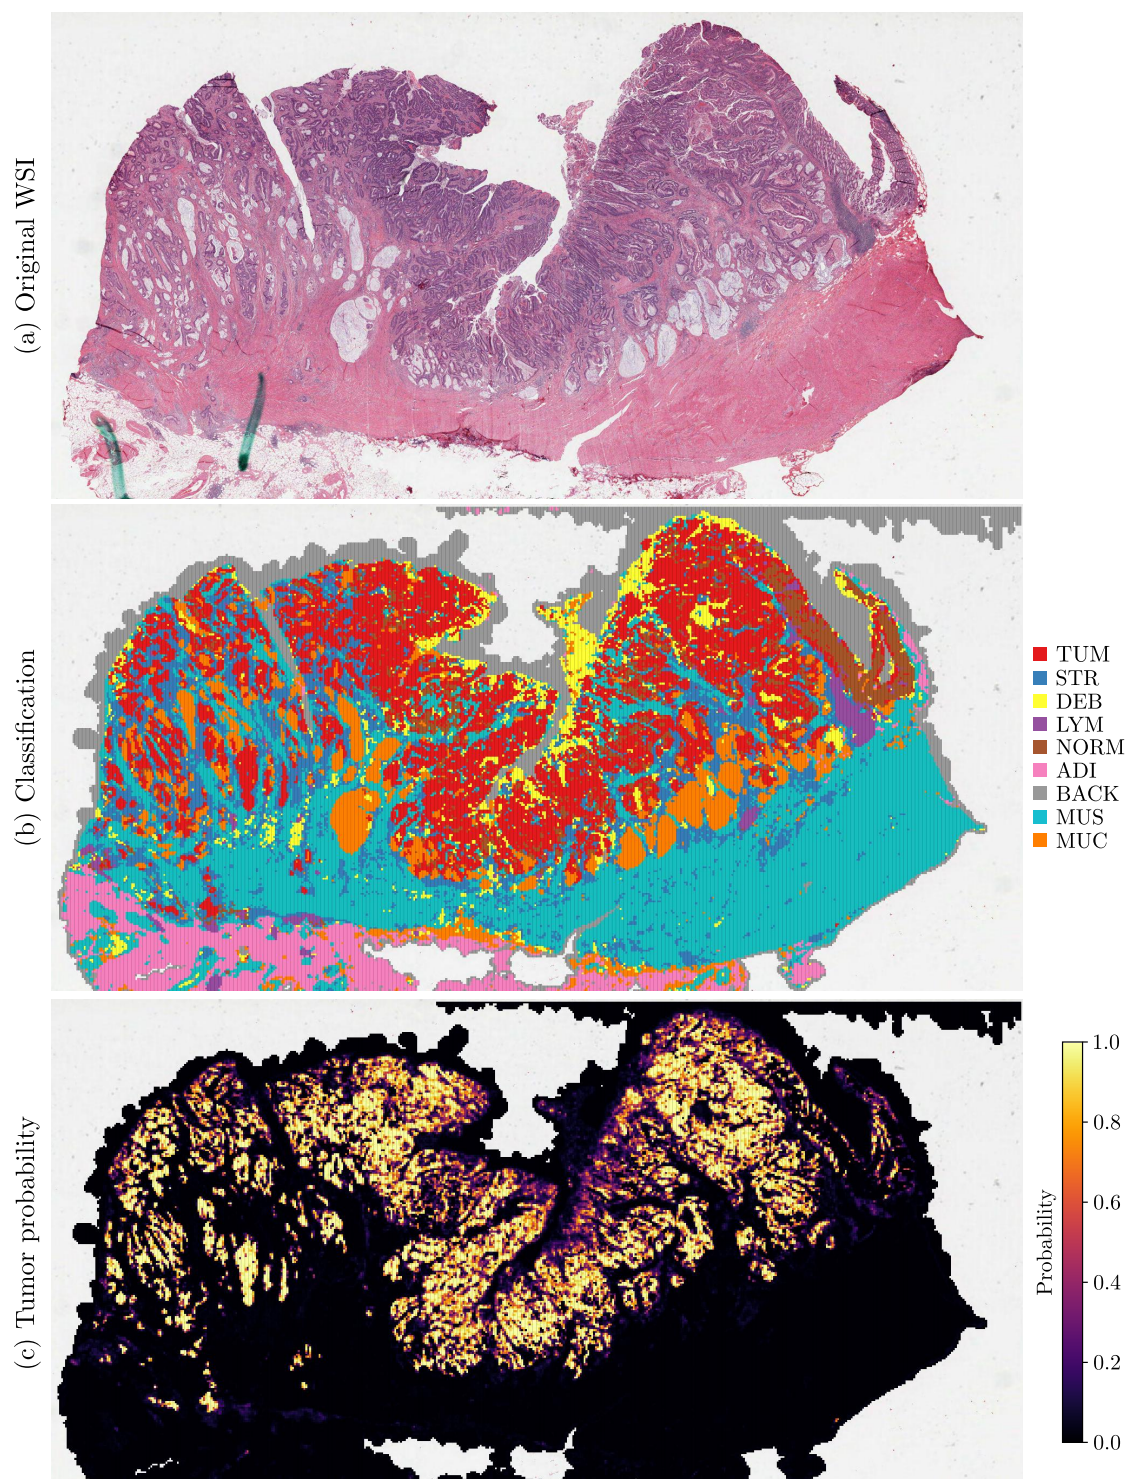 (a) Original WSI
(b) Classification
TUM
STR
DEB
LYM
NORM
ADI
BACK
MUS
MUC
(c) Tumor probability
Probability
1.0
0.8
0.6
0.4
0.2
0.0